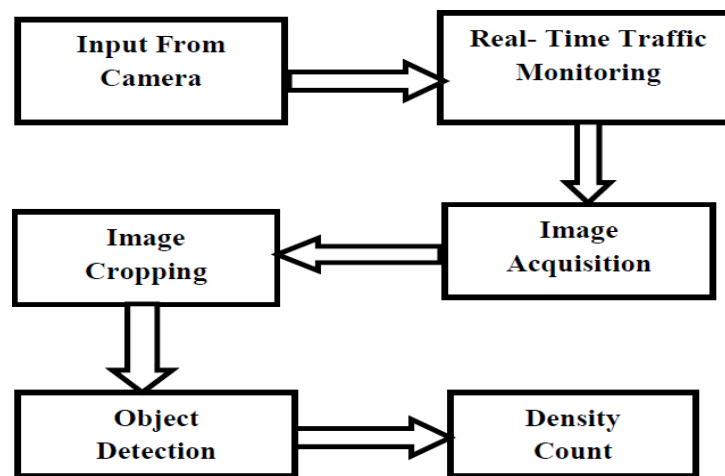 Input From
Camera
Real- Time Traffic
Monitoring
Image
Acquisition
Image
Cropping
Object
Detection
Density
Count